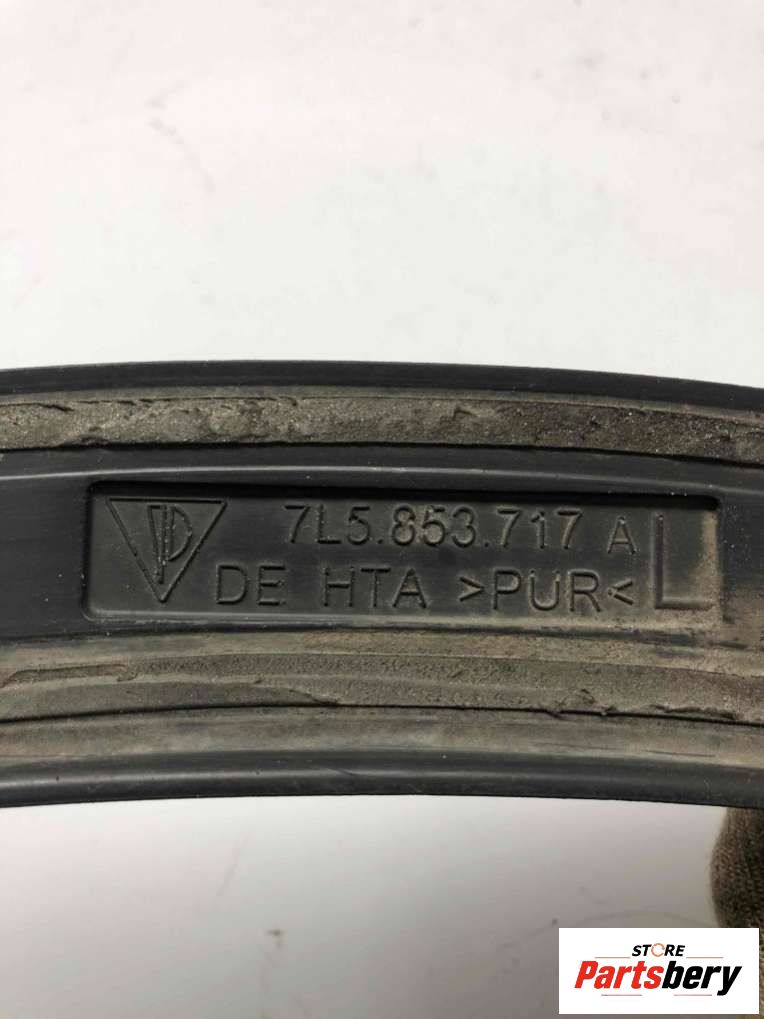 7L5.853.717 A L
DE HTA >PUR<
STORE
Partsbery